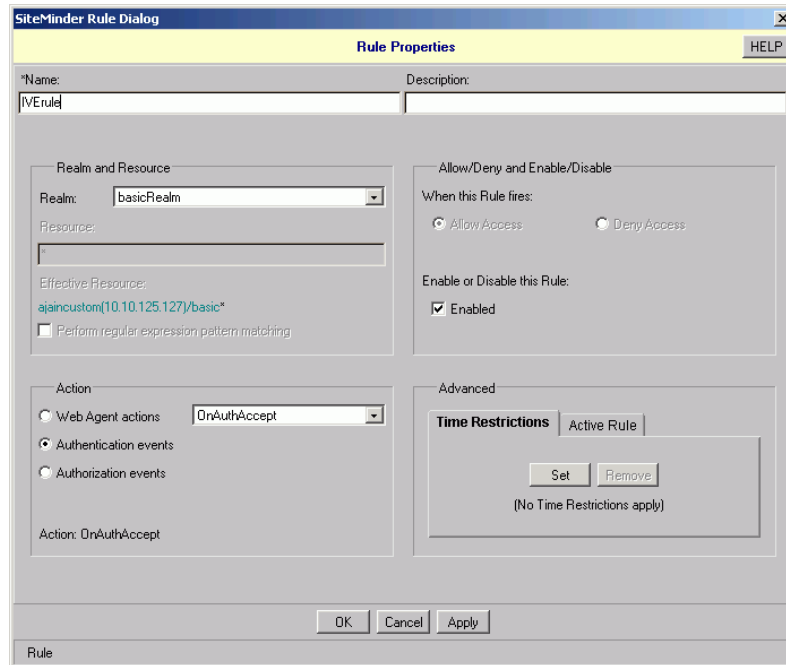 SiteMinder Rule Dialog
Rule Properties
HELP
*Name:
Description:
IVErule
Realm and Resource
Realm:
basicRealm
Resource:
*
Effective Resource:
ajaincustom(10.10.125.127)/basic*
Perform regular expression pattern matching
Allow/Deny and Enable/Disable
When this Rule fires:
Allow Access
Deny Access
Enable or Disable this Rule:
Enabled
Action
Web Agent actions
OnAuthAccept
Authentication events
Authorization events
Action: OnAuthAccept
Advanced
Time Restrictions
Active Rule
Set
Remove
(No Time Restrictions apply)
OK
Cancel
Apply
Rule